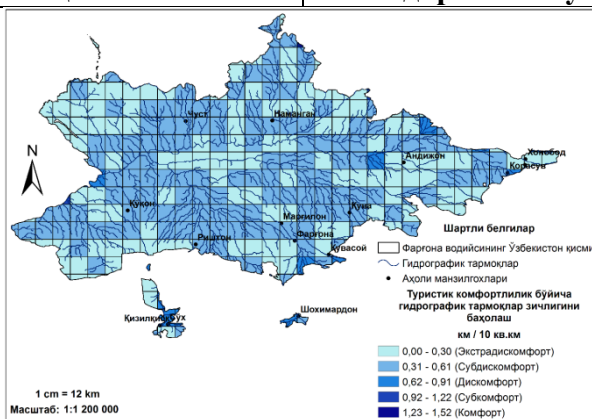 Чуст
Наманган
Андижон
Хонобод
Қорасув
Қўқон
Марғилон
Қува
Риштон
Фарғона
Қувасой
Шохимардон
Сўх
N
Шартли белгилар
Фарғона водийсининг Ўзбекистон қисми
Гидрографик тармоқлар
Аҳоли манзилгоҳлари
Туристик комфортлилик бўйича
гидрографик тармоқлар зичлигини
баҳолаш
км / 10 кв.км
0,00 - 0,30 (Экстрадискомфорт)
0,31 - 0,61 (Субдискомфорт)
0,62 - 0,91 (Дискомфорт)
0,92 - 1,22 (Субкомфорт)
1,23 - 1,52 (Комфорт)
1 cm = 12 km
Масштаб: 1:1 200 000